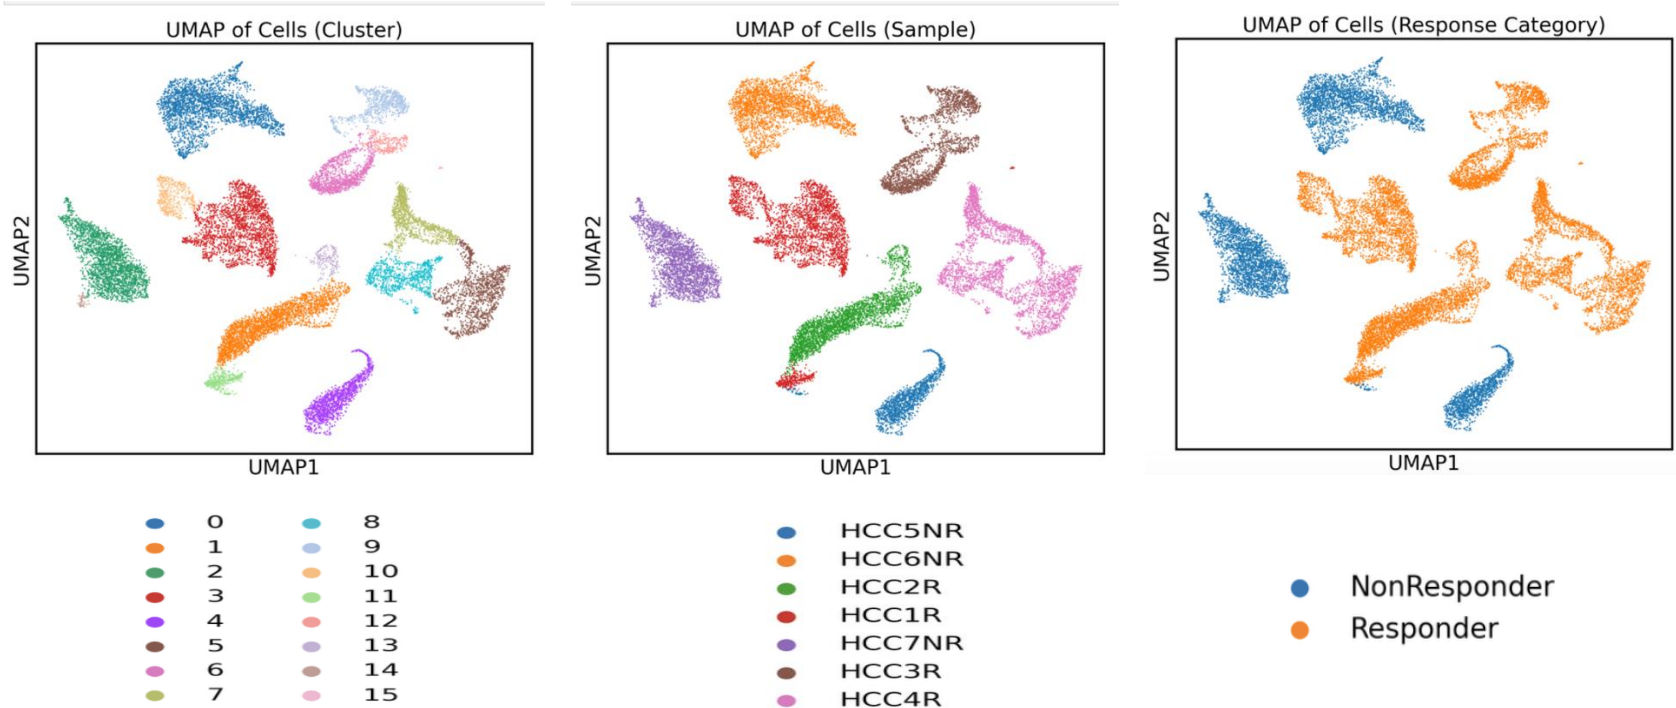 UMAP of Cells (Cluster)
UMAP2
UMAP1
0
1
2
3
4
5
6
7
8
9
10
11
12
13
14
15
UMAP of Cells (Sample)
UMAP2
UMAP1
HCC5NR
HCC6NR
HCC2R
HCC1R
HCC7NR
HCC3R
HCC4R
UMAP of Cells (Response Category)
UMAP2
UMAP1
NonResponder
Responder